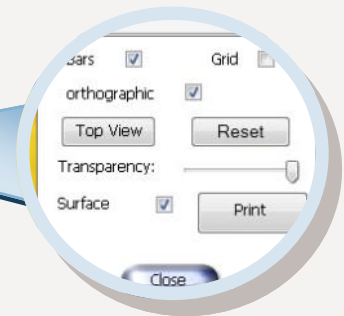 Bars Grid
orthographic
Top View Reset
Transparency:
Surface Print
Close